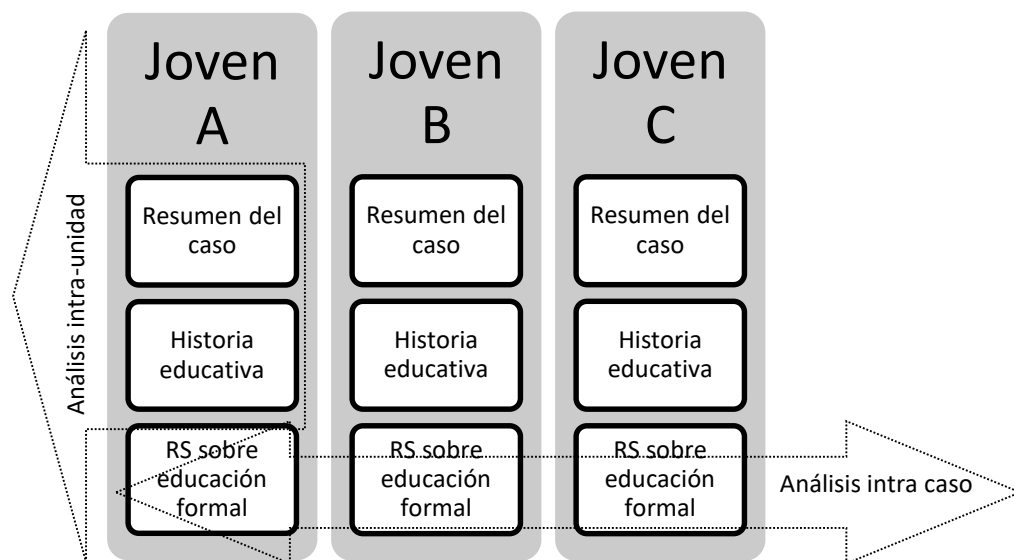 Joven
A
Joven
B
Joven
C
Análisis intra-unidad
Resumen del
caso
Resumen del
caso
Resumen del
caso
Historia
educativa
Historia
educativa
Historia
educativa
RS sobre
educación
formal
RS sobre
educación
formal
RS sobre
educación
formal
Análisis intra caso